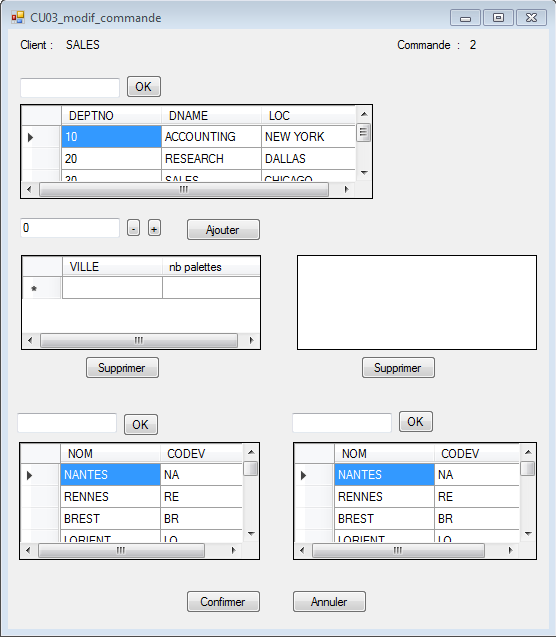 CU03_modif_commande
Client : SALES Commande : 2
OK
DEPTNO DNAME LOC
10 ACCOUNTING NEW YORK
20 RESEARCH DALLAS
30 SALES CHICAGO
0 - + Ajouter
VILLE nb palettes
*
Supprimer Supprimer
OK OK
NOM CODEV NOM CODEV
NANTES NA NANTES NA
RENNES RE RENNES RE
BREST BR BREST BR
LORIENT LO LORIENT LO
Confirmer Annuler